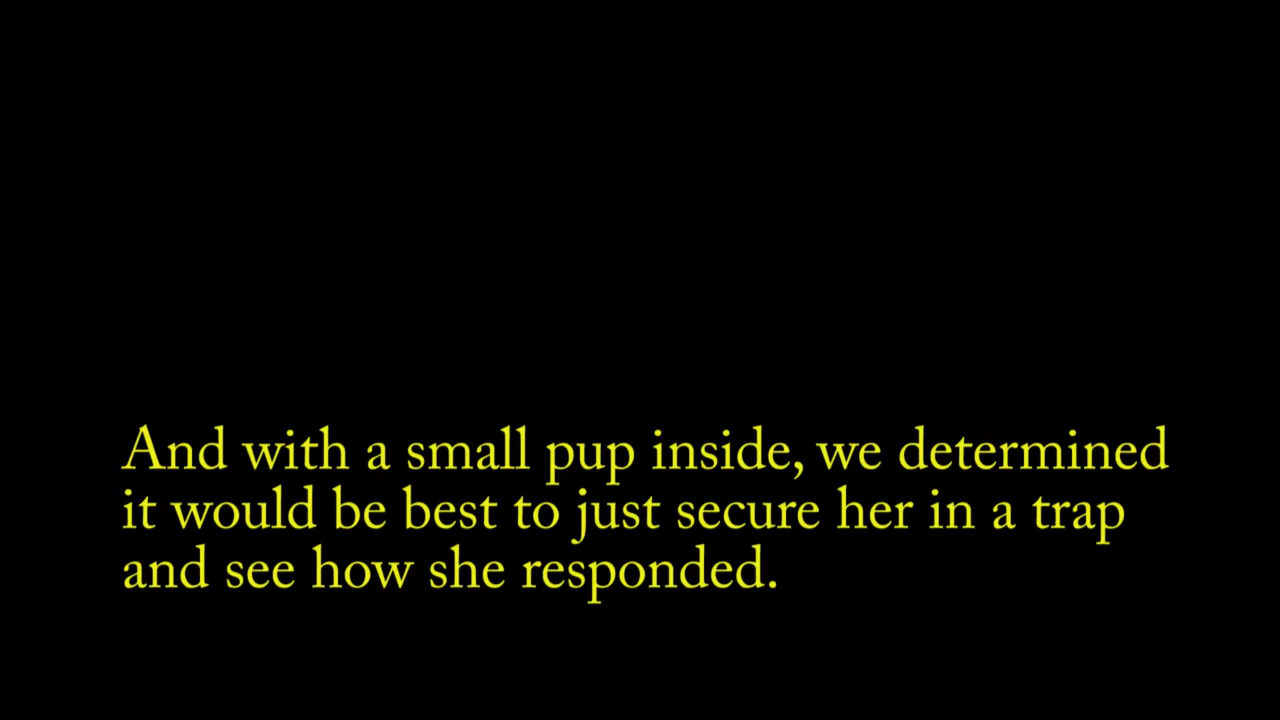 And with a small pup inside, we determined
it would be best to just secure her in a trap
and see how she responded.